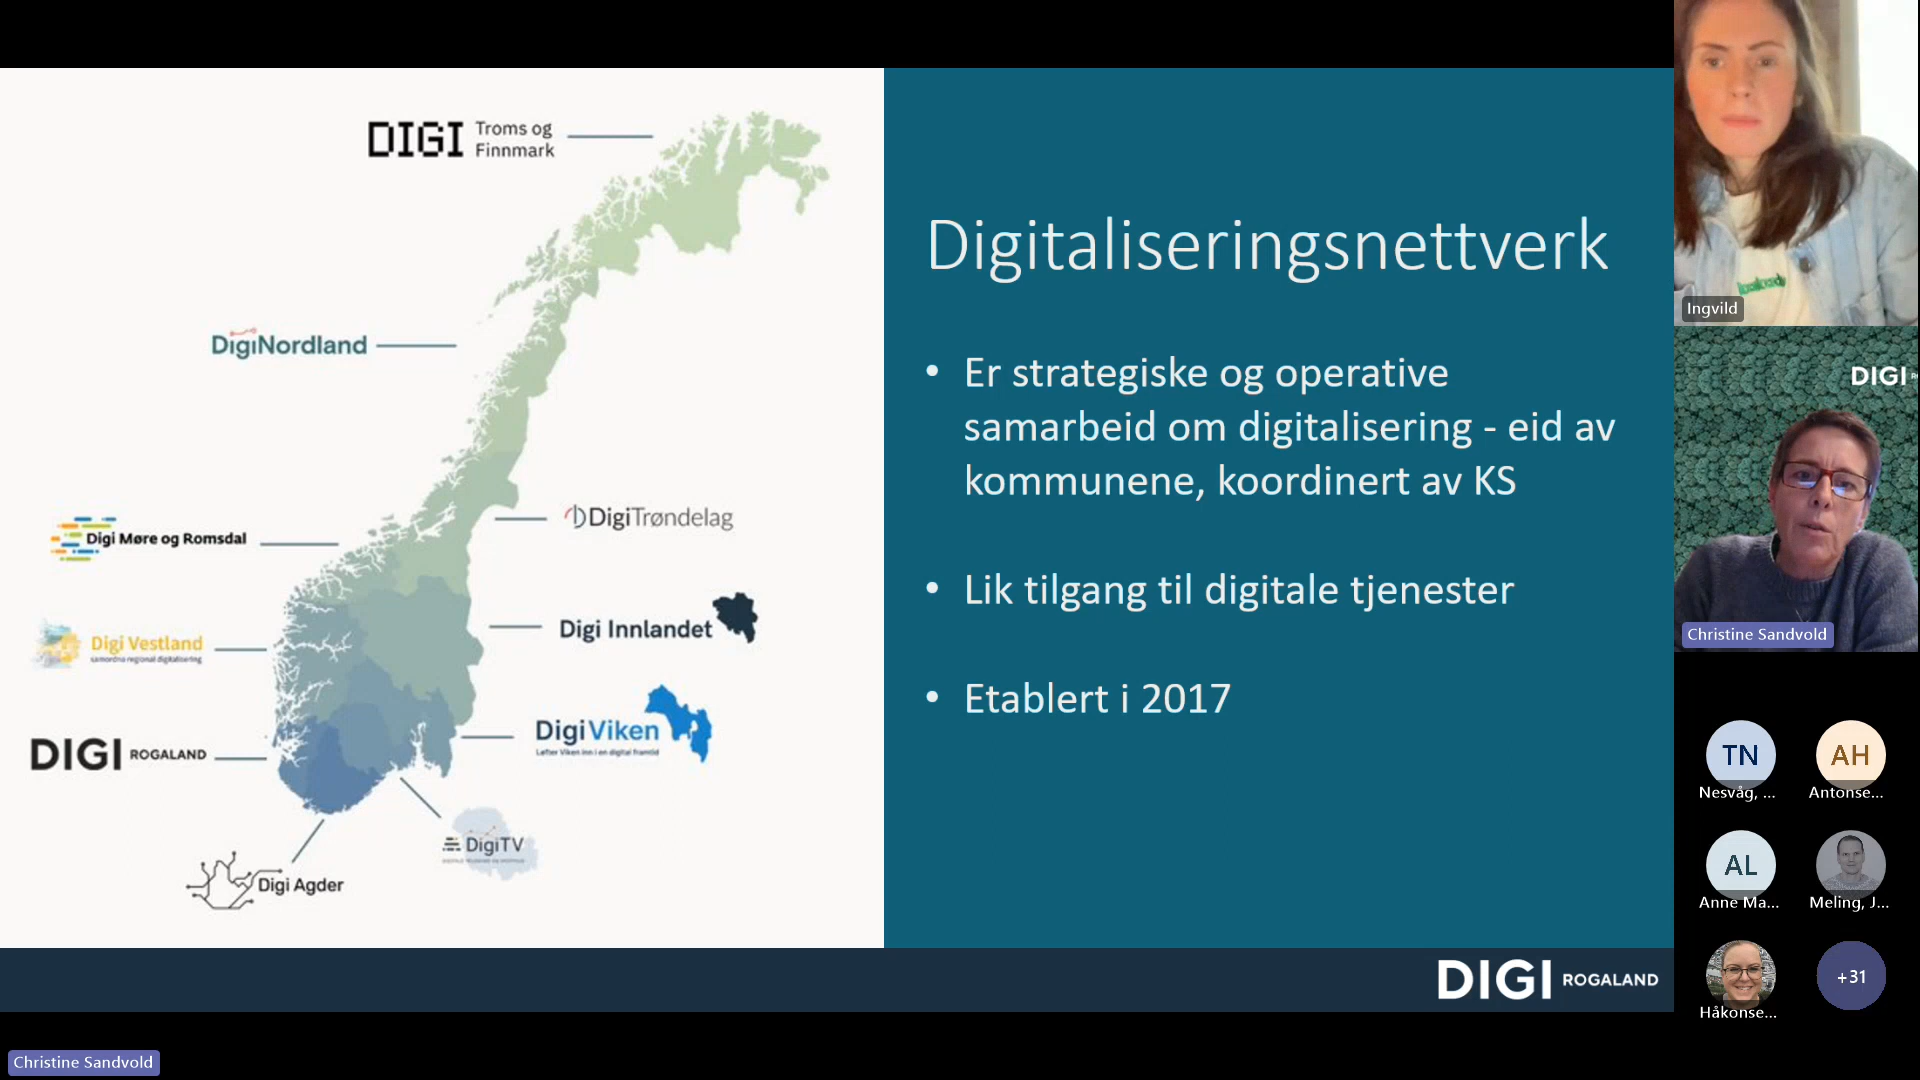 DIGI Troms og
Finnmark
DigiNordland
DigiTrøndelag
Digi Møre og Romsdal
Digi Innlandet
Digi Vestland
samordna regional digitalisering
DigiViken
Løfter Viken inn i en digital framtid
DIGI ROGALAND
DigiTV
Digi Agder
Digitaliseringsnettverk
• Er strategiske og operative
samarbeid om digitalisering - eid av
kommunene, koordinert av KS
• Lik tilgang til digitale tjenester
• Etablert i 2017
DIGI ROGALAND
Christine Sandvold
Ingvild
DIGI
Christine Sandvold
TN
Nesvåg, ...
AH
Antonse...
AL
Anne Ma...
Meling, J...
Håkonse...
+31